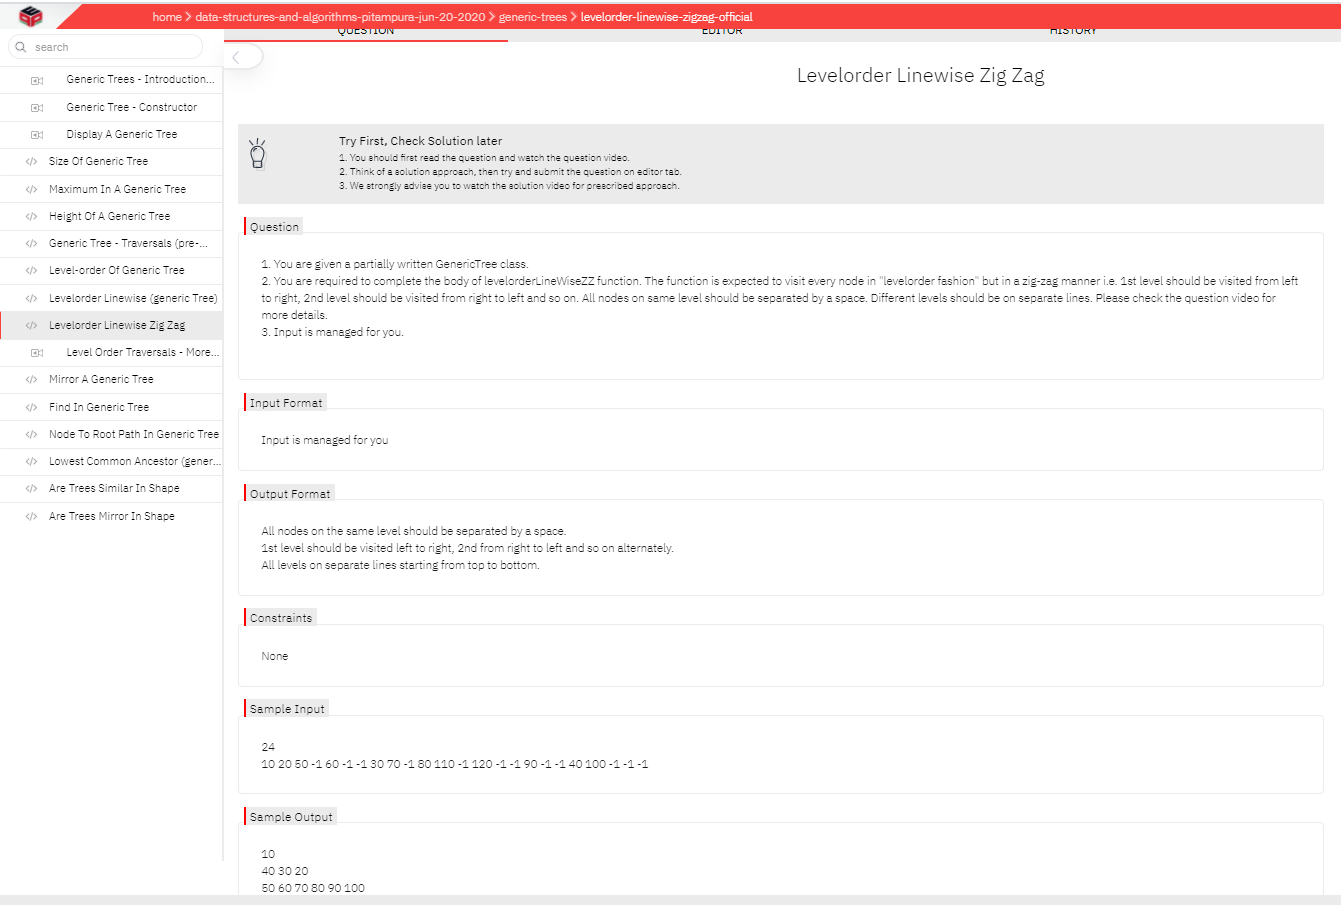 home > data-structures-and-algorithms-pitampura-jun-20-2020 > generic-trees > levelorder-linewise-zigzag-official
QUESTION EDITOR HISTORY
search
Generic Trees - Introduction...
Generic Tree - Constructor
Display A Generic Tree
Size Of Generic Tree
Maximum In A Generic Tree
Height Of A Generic Tree
Generic Tree - Traversals (pre-...
Level-order Of Generic Tree
Levelorder Linewise (generic Tree)
Levelorder Linewise Zig Zag
Level Order Traversals - More...
Mirror A Generic Tree
Find In Generic Tree
Node To Root Path In Generic Tree
Lowest Common Ancestor (gener...
Are Trees Similar In Shape
Are Trees Mirror In Shape
Levelorder Linewise Zig Zag
Try First, Check Solution later
1. You should first read the question and watch the question video.
2. Think of a solution approach, then try and submit the question on editor tab.
3. We strongly advise you to watch the solution video for prescribed approach.
Question
1. You are given a partially written GenericTree class.
2. You are required to complete the body of levelorderLineWiseZZ function. The function is expected to visit every node in "levelorder fashion" but in a zig-zag manner i.e. 1st level should be visited from left
to right, 2nd level should be visited from right to left and so on. All nodes on same level should be separated by a space. Different levels should be on separate lines. Please check the question video for
more details.
3. Input is managed for you.
Input Format
Input is managed for you
Output Format
All nodes on the same level should be separated by a space.
1st level should be visited left to right, 2nd from right to left and so on alternately.
All levels on separate lines starting from top to bottom.
Constraints
None
Sample Input
24
10 20 50 -1 60 -1 -1 30 70 -1 80 110 -1 120 -1 -1 90 -1 -1 40 100 -1 -1 -1
Sample Output
10
40 30 20
50 60 70 80 90 100